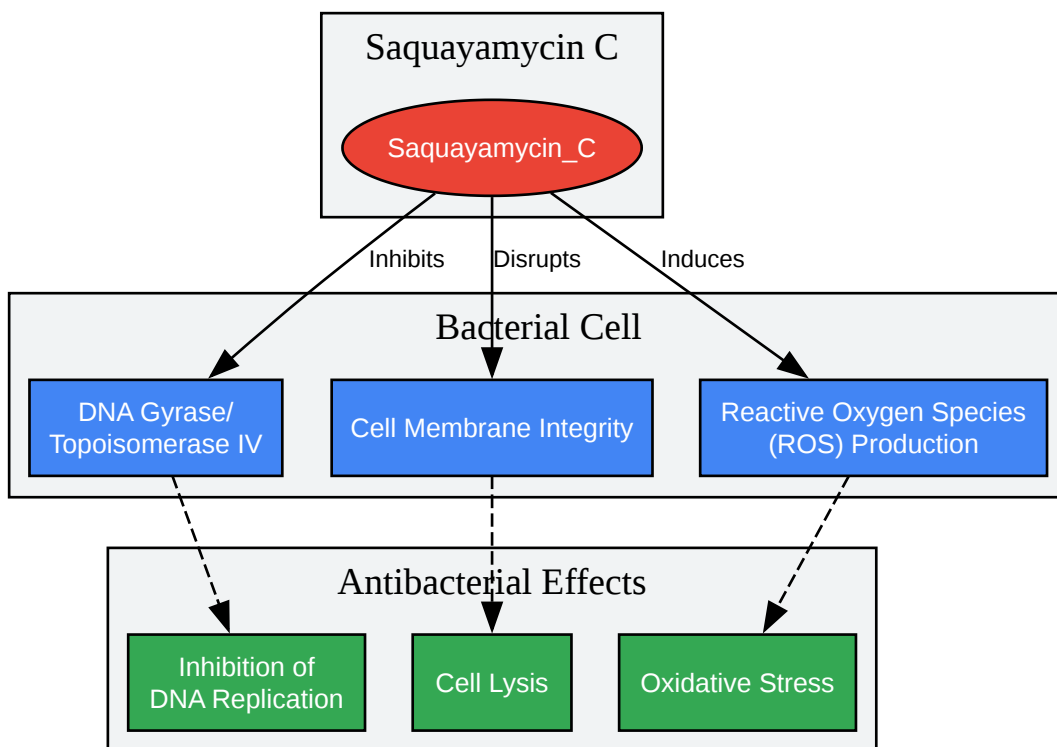 Saquayamycin C
Saquayamycin_C
Inhibits
Disrupts
Induces
Bacterial Cell
DNA Gyrase/
Topoisomerase IV
Cell Membrane Integrity
Reactive Oxygen Species
(ROS) Production
Antibacterial Effects
Inhibition of
DNA Replication
Cell Lysis
Oxidative Stress